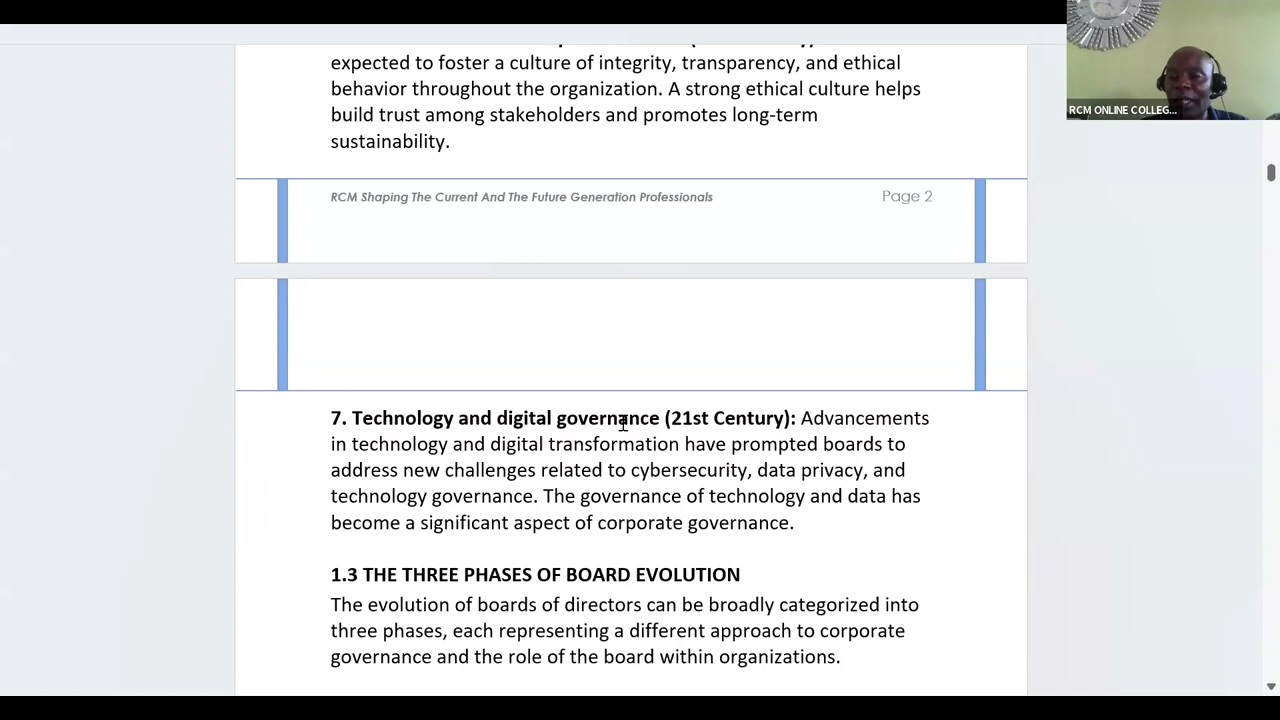 expected to foster a culture of integrity, transparency, and ethical
behavior throughout the organization. A strong ethical culture helps
build trust among stakeholders and promotes long-term
sustainability.
RCM Shaping The Current And The Future Generation Professionals
Page 2
7. Technology and digital governance (21st Century): Advancements
in technology and digital transformation have prompted boards to
address new challenges related to cybersecurity, data privacy, and
technology governance. The governance of technology and data has
become a significant aspect of corporate governance.
1.3 THE THREE PHASES OF BOARD EVOLUTION
The evolution of boards of directors can be broadly categorized into
three phases, each representing a different approach to corporate
governance and the role of the board within organizations.
RCM ONLINE COLLEG...